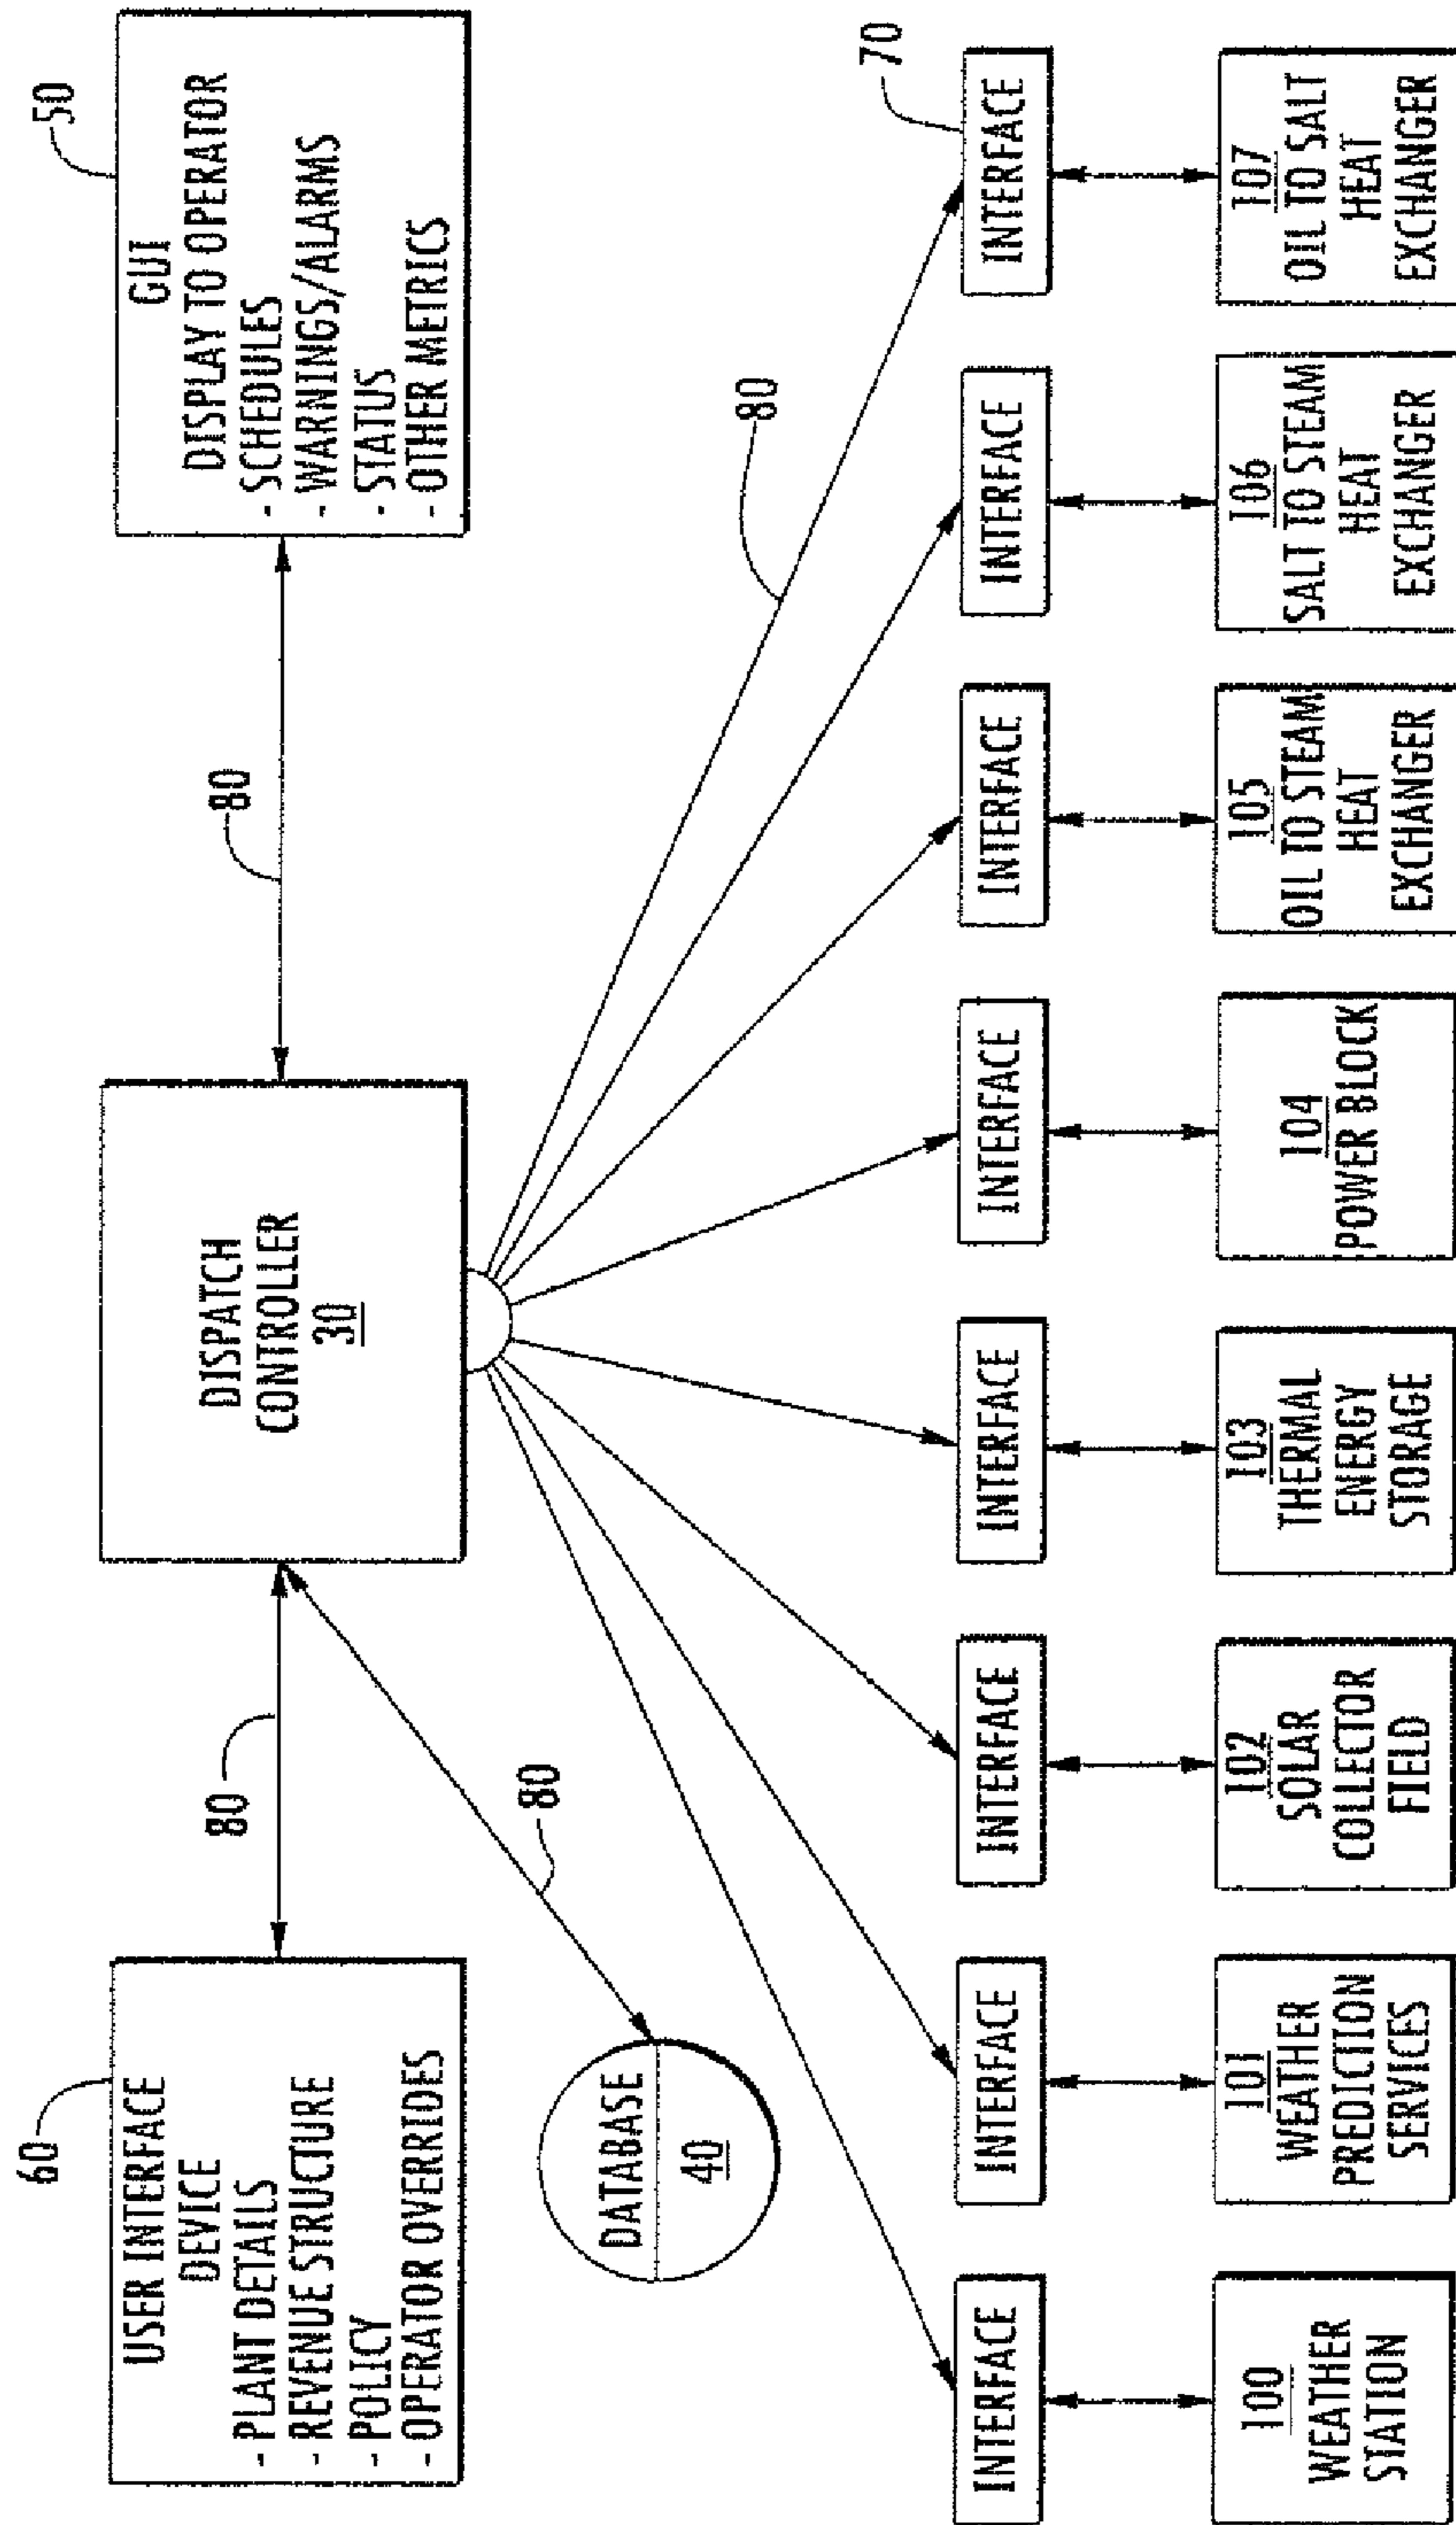 60
USER INTERFACE
DEVICE
- PLANT DETAILS
- REVENUE STRUCTURE
- POLICY
- OPERATOR OVERRIDES
80
DISPATCH
CONTROLLER
30
80
50
GUI
DISPLAY TO OPERATOR
- SCHEDULES
- WARNINGS/ALARMS
- STATUS
- OTHER METRICS
DATABASE
40
80
80
70
INTERFACE
INTERFACE
INTERFACE
INTERFACE
INTERFACE
INTERFACE
INTERFACE
INTERFACE
100
WEATHER
STATION
101
WEATHER
PREDICTION
SERVICES
102
SOLAR
COLLECTOR
FIELD
103
THERMAL
ENERGY
STORAGE
104
POWER BLOCK
105
OIL TO STEAM
HEAT
EXCHANGER
106
SALT TO STEAM
HEAT
EXCHANGER
107
OIL TO SALT
HEAT
EXCHANGER